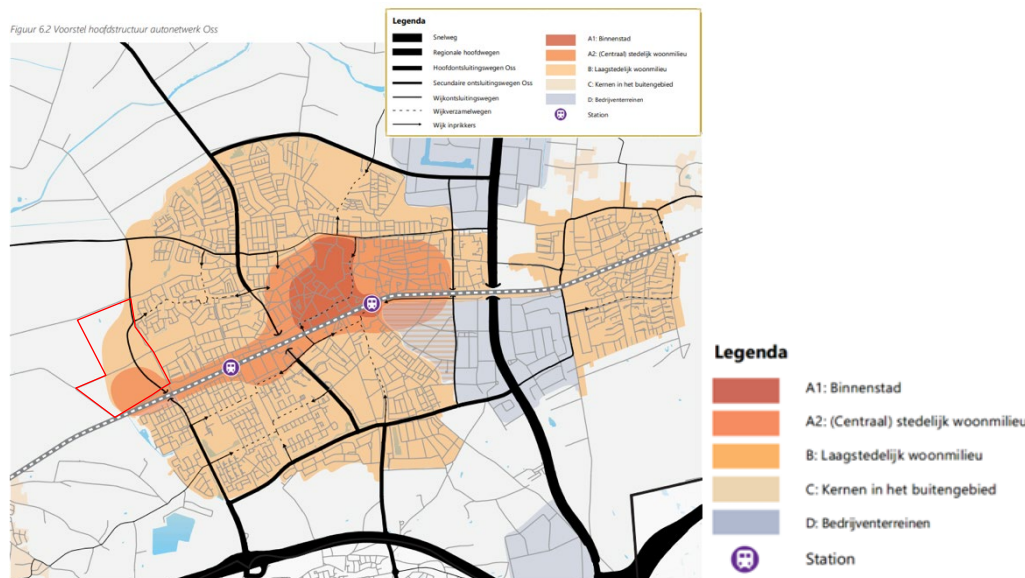 Figuur 6.2 Voorstel hoofdstructuur autonetwerk Oss
Legenda
Snelweg
Regionale hoofdwegen
Hoofdontsluitingswegen Oss
Secundaire ontsluitingswegen Oss
Wijkontsluitingswegen
Wijkverzamelwegen
Wijk inprikkers
A1: Binnenstad
A2: (Centraal) stedelijk woonmilieu
B: Laagstedelijk woonmilieu
C: Kernen in het buitengebied
D: Bedrijventerreinen
Station
Legenda
A1: Binnenstad
A2: (Centraal) stedelijk woonmilieu
B: Laagstedelijk woonmilieu
C: Kernen in het buitengebied
D: Bedrijventerreinen
Station